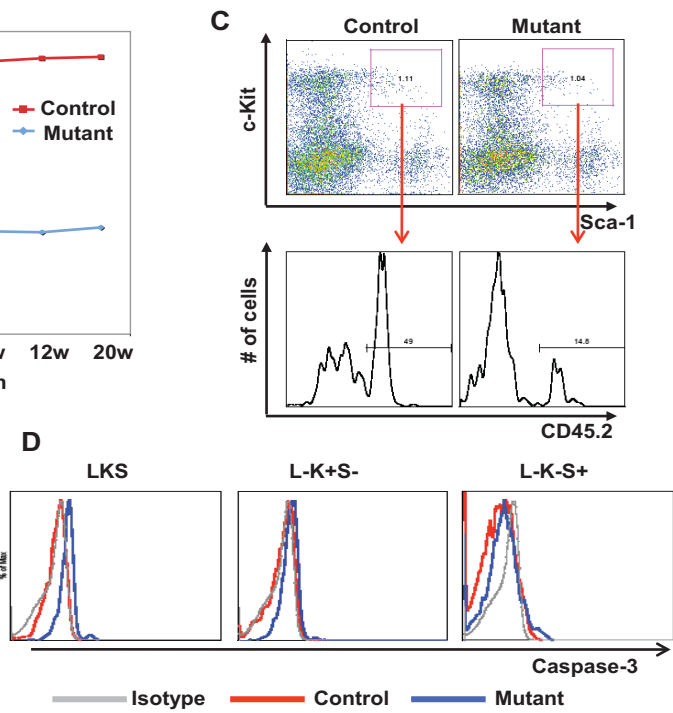 C
Control
Mutant
Control
Mutant
c-Kit
1.11
1.04
Sca-1
# of cells
49
14.8
CD45.2
12w
20w
D
LKS
L-K+S-
L-K-S+
% of Max
Caspase-3
Isotype
Control
Mutant